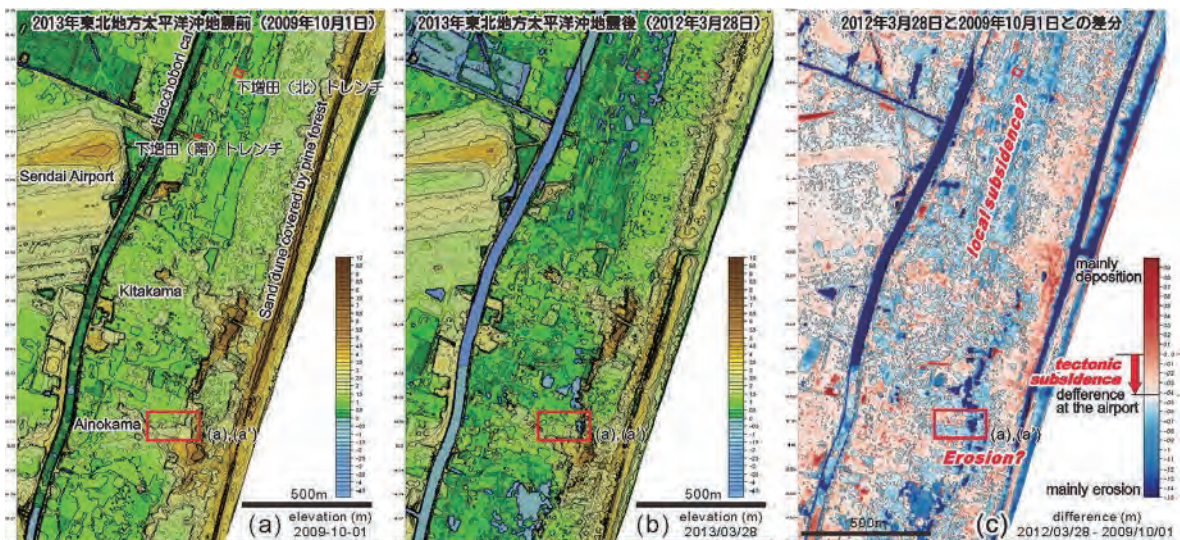 2013年東北地方太平洋沖地震前（2009年10月1日）
Hacchobori ca
下増田（北）トレンチ
下増田（南）トレンチ
Sendai Airport
Sand dune covered by pine forest
Kitakama
Ainokama
(a),(a')
500m
(a)
elevation (m)
2009-10-01
2013年東北地方太平洋沖地震後（2012年3月28日）
(a),(a')
500m
(b)
elevation (m)
2013/03/28
2012年3月28日と2009年10月1日との差分
local subsidence?
mainly
deposition
tectonic
subsidence
defference
at the airport
(a),(a')
Erosion?
mainly erosion
500m
(c)
difference (m)
2012/03/28 - 2009/10/01